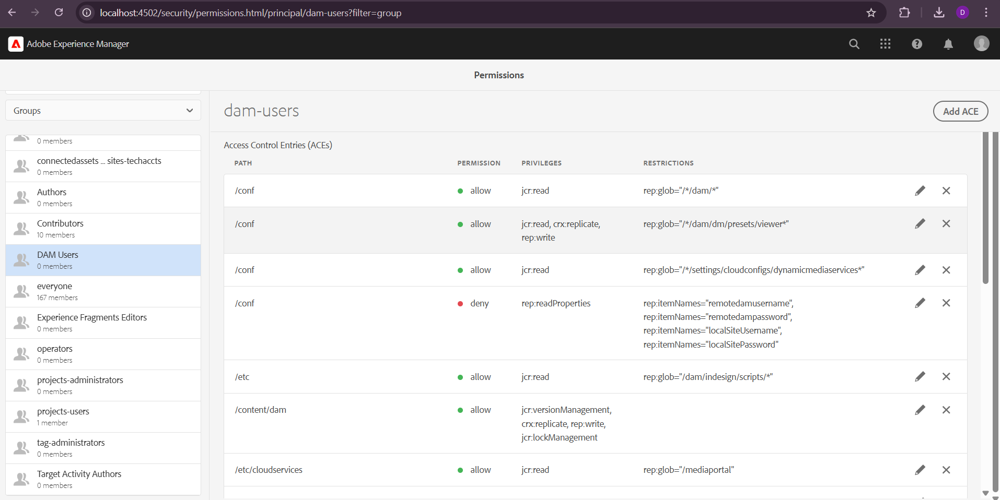 localhost:4502/security/permissions.html/principal/dam-users?filter=group
D
Adobe Experience Manager
Permissions
Groups
0 members
connectedassets ... sites-techaccts
0 members
Authors
0 members
Contributors
10 members
DAM Users
0 members
everyone
167 members
Experience Fragments Editors
0 members
operators
0 members
projects-administrators
0 members
projects-users
1 member
tag-administrators
0 members
Target Activity Authors
0 members
dam-users
Add ACE
Access Control Entries (ACEs)
PATH PERMISSION PRIVILEGES RESTRICTIONS
/conf allow jcr:read rep:glob="/*/dam/*"
/conf allow jcr:read, crx:replicate, rep:glob="/*/dam/dm/presets/viewer*"
rep:write
/conf allow jcr:read rep:glob="/*/settings/cloudconfigs/dynamicmediaservices*"
/conf deny rep:readProperties rep:itemNames="remotedamusername",
rep:itemNames="remotedampassword",
rep:itemNames="localSiteUsername",
rep:itemNames="localSitePassword"
/etc allow jcr:read rep:glob="/dam/indesign/scripts/*"
/content/dam allow jcr:versionManagement,
crx:replicate, rep:write,
jcr:lockManagement
/etc/cloudservices allow jcr:read rep:glob="/mediaportal"